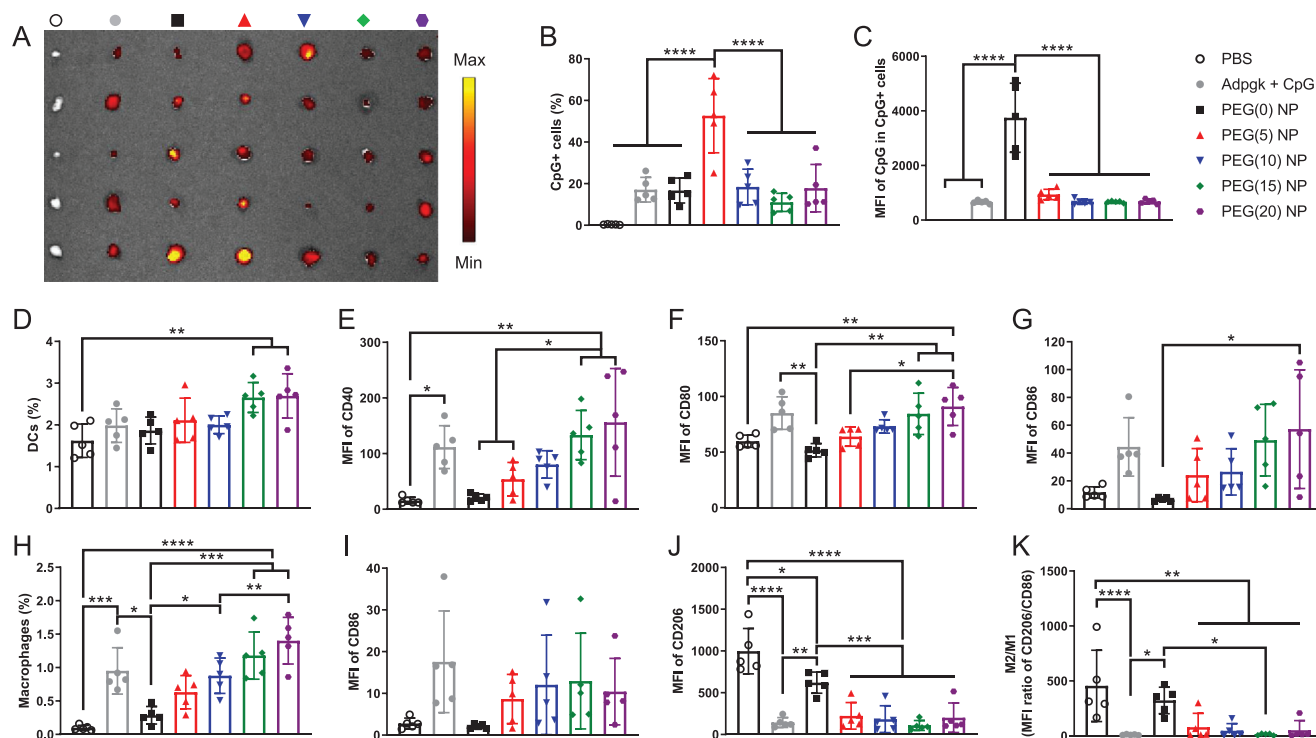 A
Max
Min
B
CpG+ cells (%)
80
60
40
20
0
****
****
C
MFI of CpG in CpG+ cells
6000
4000
2000
0
****
****
PBS
Adpgk + CpG
PEG(0) NP
PEG(5) NP
PEG(10) NP
PEG(15) NP
PEG(20) NP
D
DCs (%)
4
3
2
1
0
**
E
MFI of CD40
300
200
100
0
**
*
*
F
MFI of CD80
150
100
50
0
**
**
**
*
G
MFI of CD86
120
100
80
60
40
20
0
*
H
Macrophages (%)
2.5
2.0
1.5
1.0
0.5
0.0
****
***
***
*
*
**
I
MFI of CD86
40
30
20
10
0
J
MFI of CD206
2000
1500
1000
500
0
****
*
****
**
***
K
M2/M1
(MFI ratio of CD206/CD86)
1500
1000
500
0
**
****
*
*